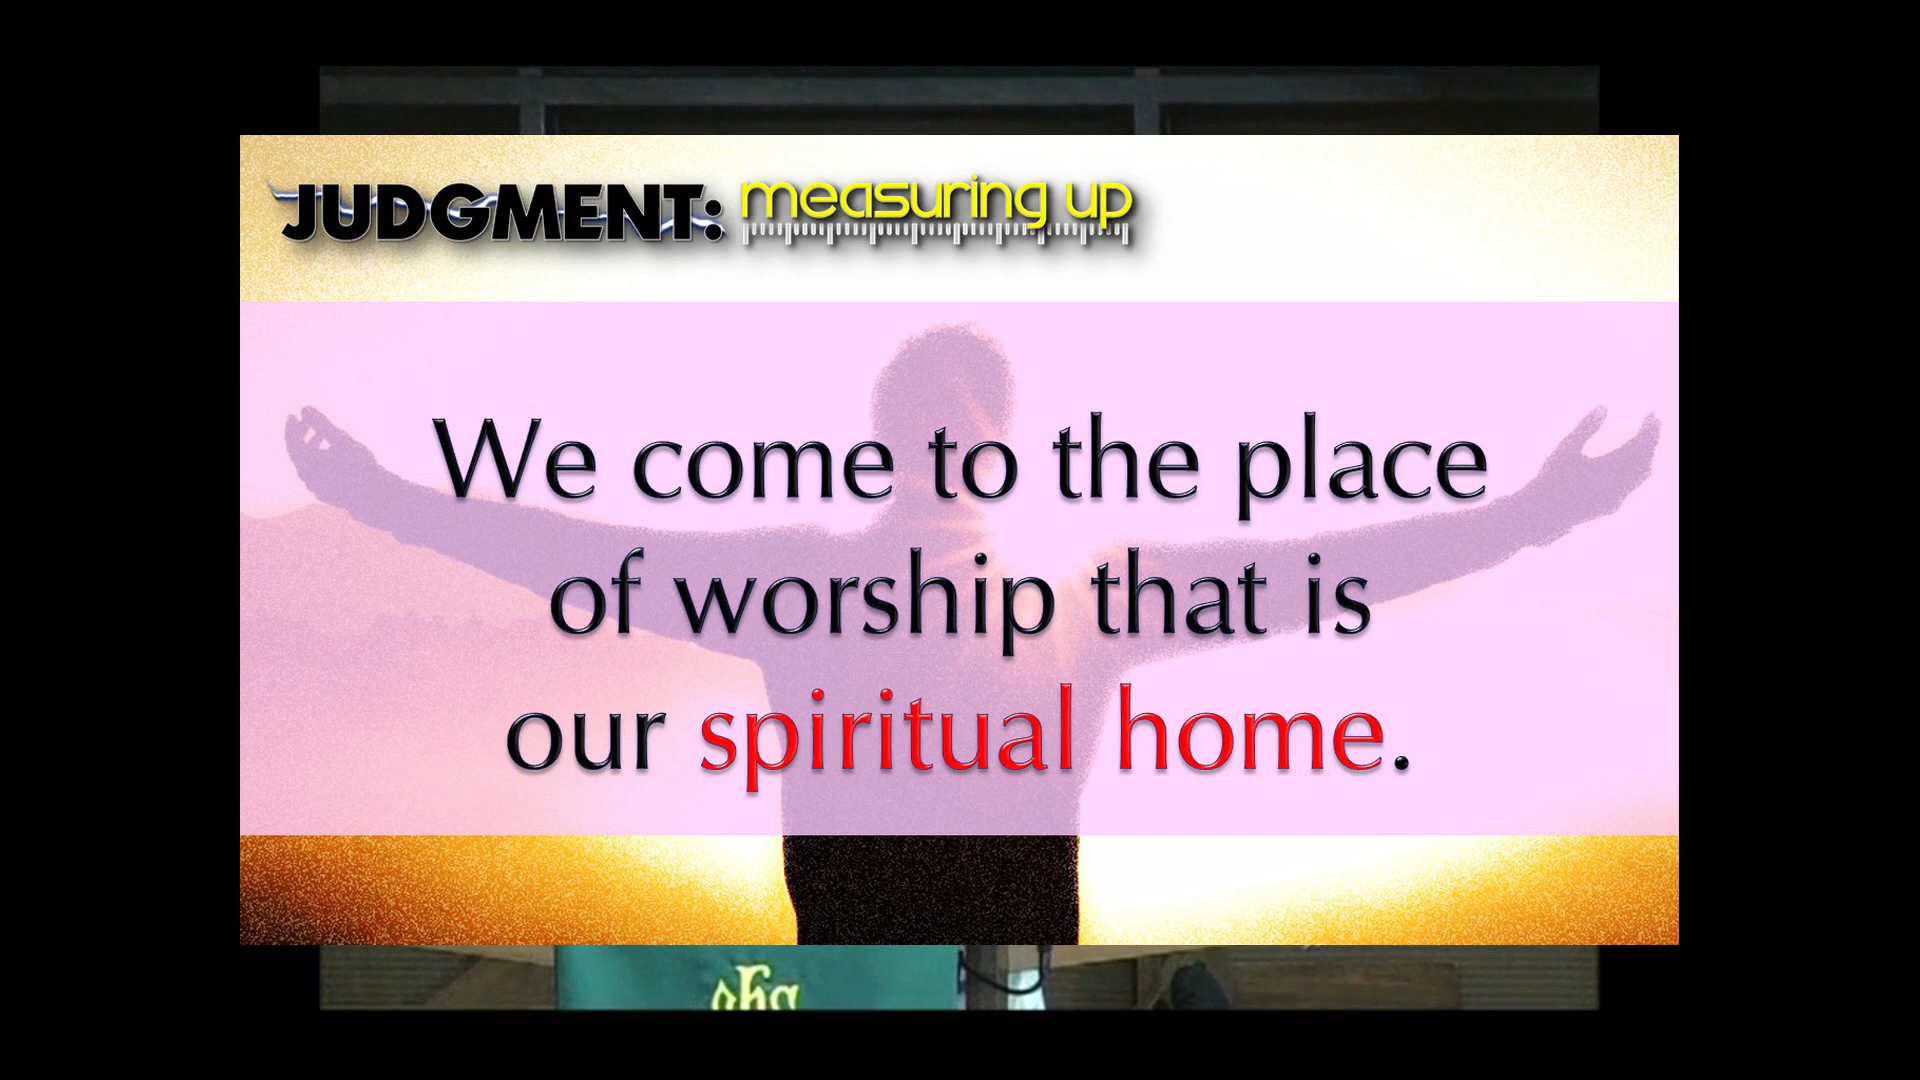 JUDGMENT: measuring up
We come to the place
of worship that is
our spiritual home.